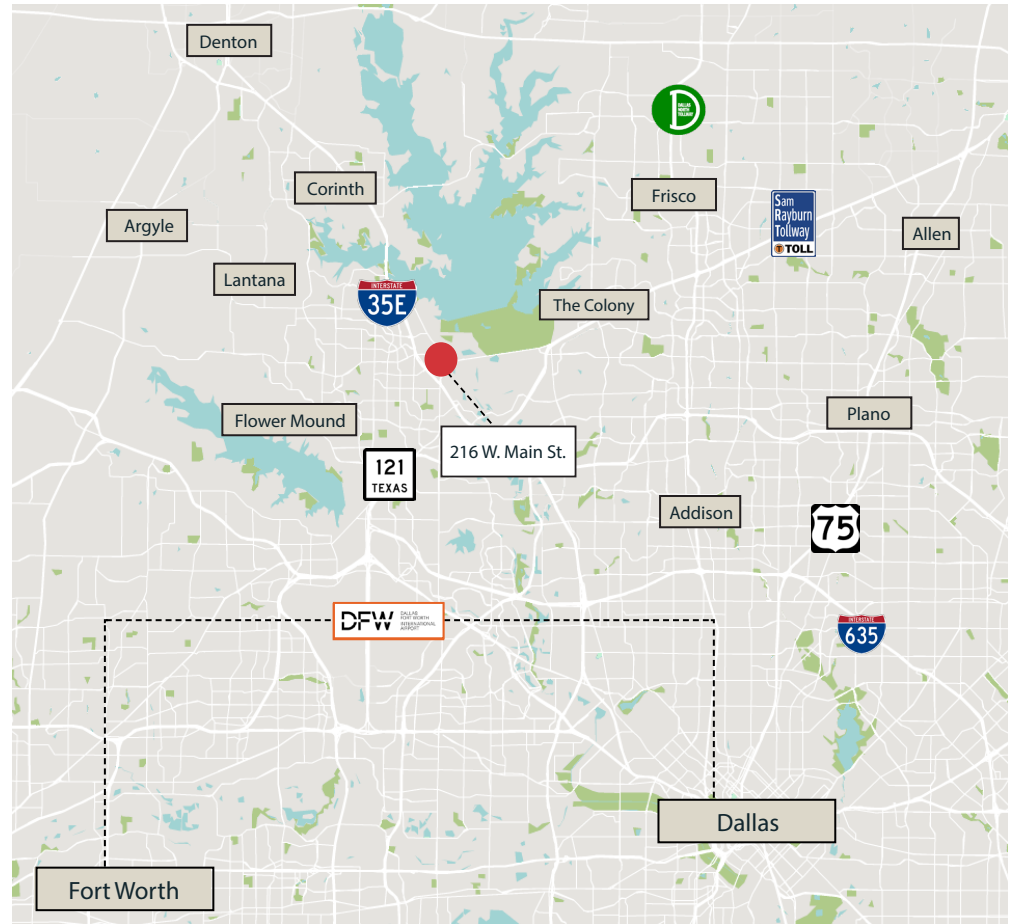 Denton
DALLAS
NORTH
TOLLWAY
Corinth
Frisco
Sam
Rayburn
Tollway
TOLL
Argyle
Allen
Lantana
INTERSTATE
35E
The Colony
Flower Mound
Plano
216 W. Main St.
121
TEXAS
Addison
75
DFW
DALLAS
FORT WORTH
INTERNATIONAL
AIRPORT
INTERSTATE
635
Dallas
Fort Worth